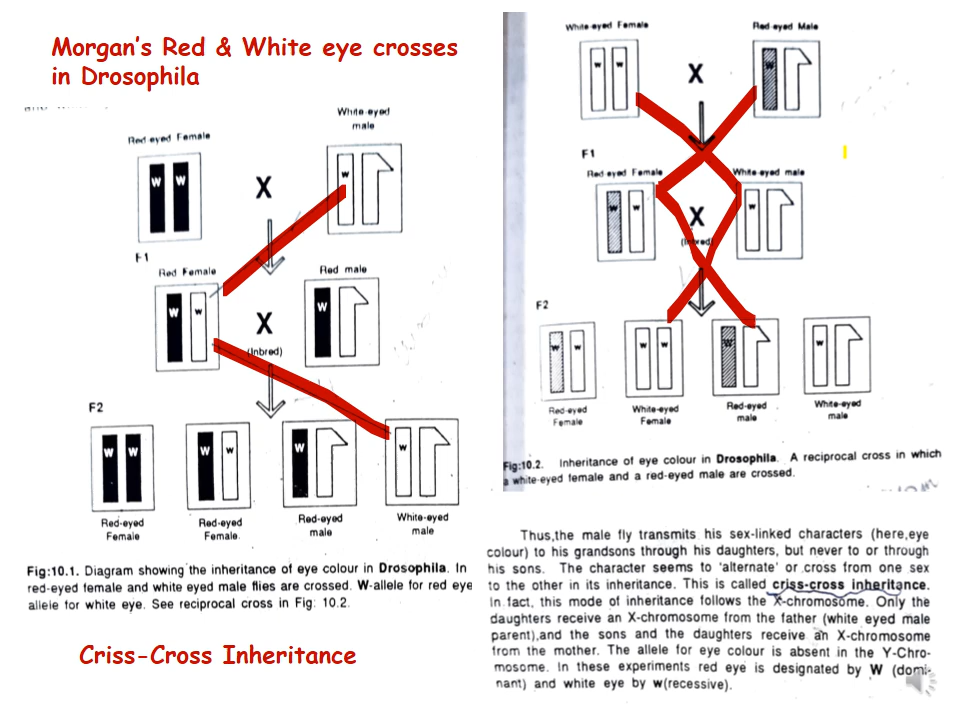 Morgan's Red & White eye crosses
in Drosophila
White-eyed
male
Red eyed Female
W W
X
w
F1
Red Female
Red male
W w
X
W
(Inbred)
F2
W W
W w
W
w
Red-eyed
Female
Red-eyed
Female.
Red-eyed
male
White-eyed
male
Fig:10.1. Diagram showing the inheritance of eye colour in Drosophila. In
red-eyed female and white eyed male flies are crossed. W-allele for red eye
allele for white eye. See reciprocal cross in Fig: 10.2.
Criss-Cross Inheritance
White-eyed Female
Red-eyed Male
w w
X
w
F1
Red eyed Female
White-eyed male
w w
X
w
(Inbred)
F2
w w
w w
w
w
Red-eyed
Female
White-eyed
Female
Red-eyed
male
White-eyed
male
Fig:10.2. Inheritance of eye colour in Drosophila. A reciprocal cross in which
a white-eyed female and a red-eyed male are crossed.
Thus,the male fly transmits his sex-linked characters (here,eye
colour) to his grandsons through his daughters, but never to or through
his sons. The character seems to 'alternate' or cross from one sex
to the other in its inheritance. This is called criss-cross inheritance.
In fact, this mode of inheritance follows the X-chromosome. Only the
daughters receive an X-chromosome from the father (white eyed male
parent),and the sons and the daughters receive an X-chromosome
from the mother. The allele for eye colour is absent in the Y-Chro-
mosome. In these experiments red eye is designated by W (domi-
nant) and white eye by w(recessive).